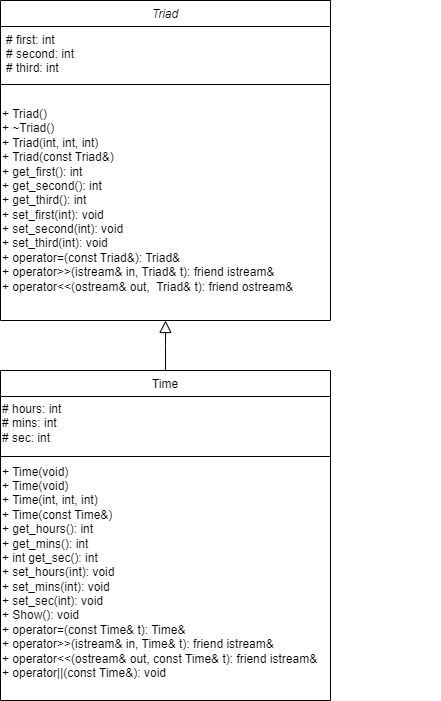 Triad
# first: int
# second: int
# third: int
+ Triad()
+ ~Triad()
+ Triad(int, int, int)
+ Triad(const Triad&)
+ get_first(): int
+ get_second(): int
+ get_third(): int
+ set_first(int): void
+ set_second(int): void
+ set_third(int): void
+ operator=(const Triad&): Triad&
+ operator>>(istream& in, Triad& t): friend istream&
+ operator<<(ostream& out, Triad& t): friend ostream&
Time
# hours: int
# mins: int
# sec: int
+ Time(void)
+ Time(void)
+ Time(int, int, int)
+ Time(const Time&)
+ get_hours(): int
+ get_mins(): int
+ int get_sec(): int
+ set_hours(int): void
+ set_mins(int): void
+ set_sec(int): void
+ Show(): void
+ operator=(const Time& t): Time&
+ operator>>(istream& in, Time& t): friend istream&
+ operator<<(ostream& out, const Time& t): friend istream&
+ operator||(const Time&): void